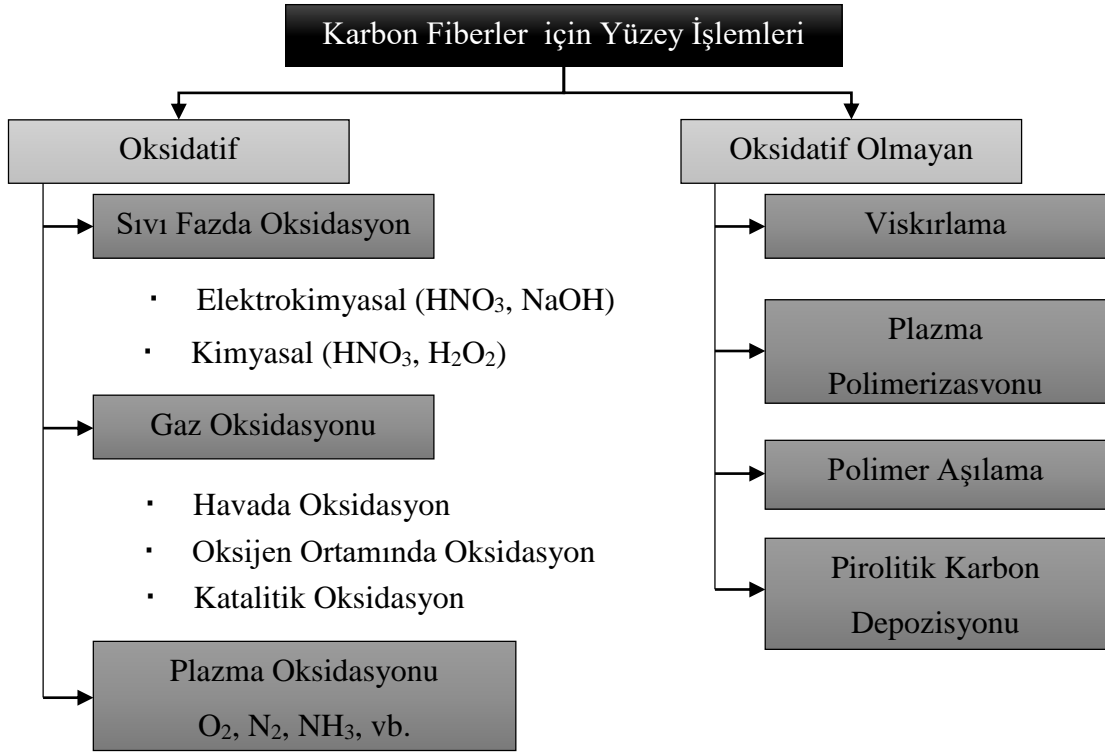 Karbon Fiberler için Yüzey İşlemleri
Oksidatif
Sıvı Fazda Oksidasyon
· Elektrokimyasal (HNO₃, NaOH)
· Kimyasal (HNO₃, H₂O₂)
Gaz Oksidasyonu
· Havada Oksidasyon
· Oksijen Ortamında Oksidasyon
· Katalitik Oksidasyon
Plazma Oksidasyonu
O₂, N₂, NH₃, vb.
Oksidatif Olmayan
Viskırlama
Plazma
Polimerizasvonu
Polimer Aşılama
Pirolitik Karbon
Depozisyonu